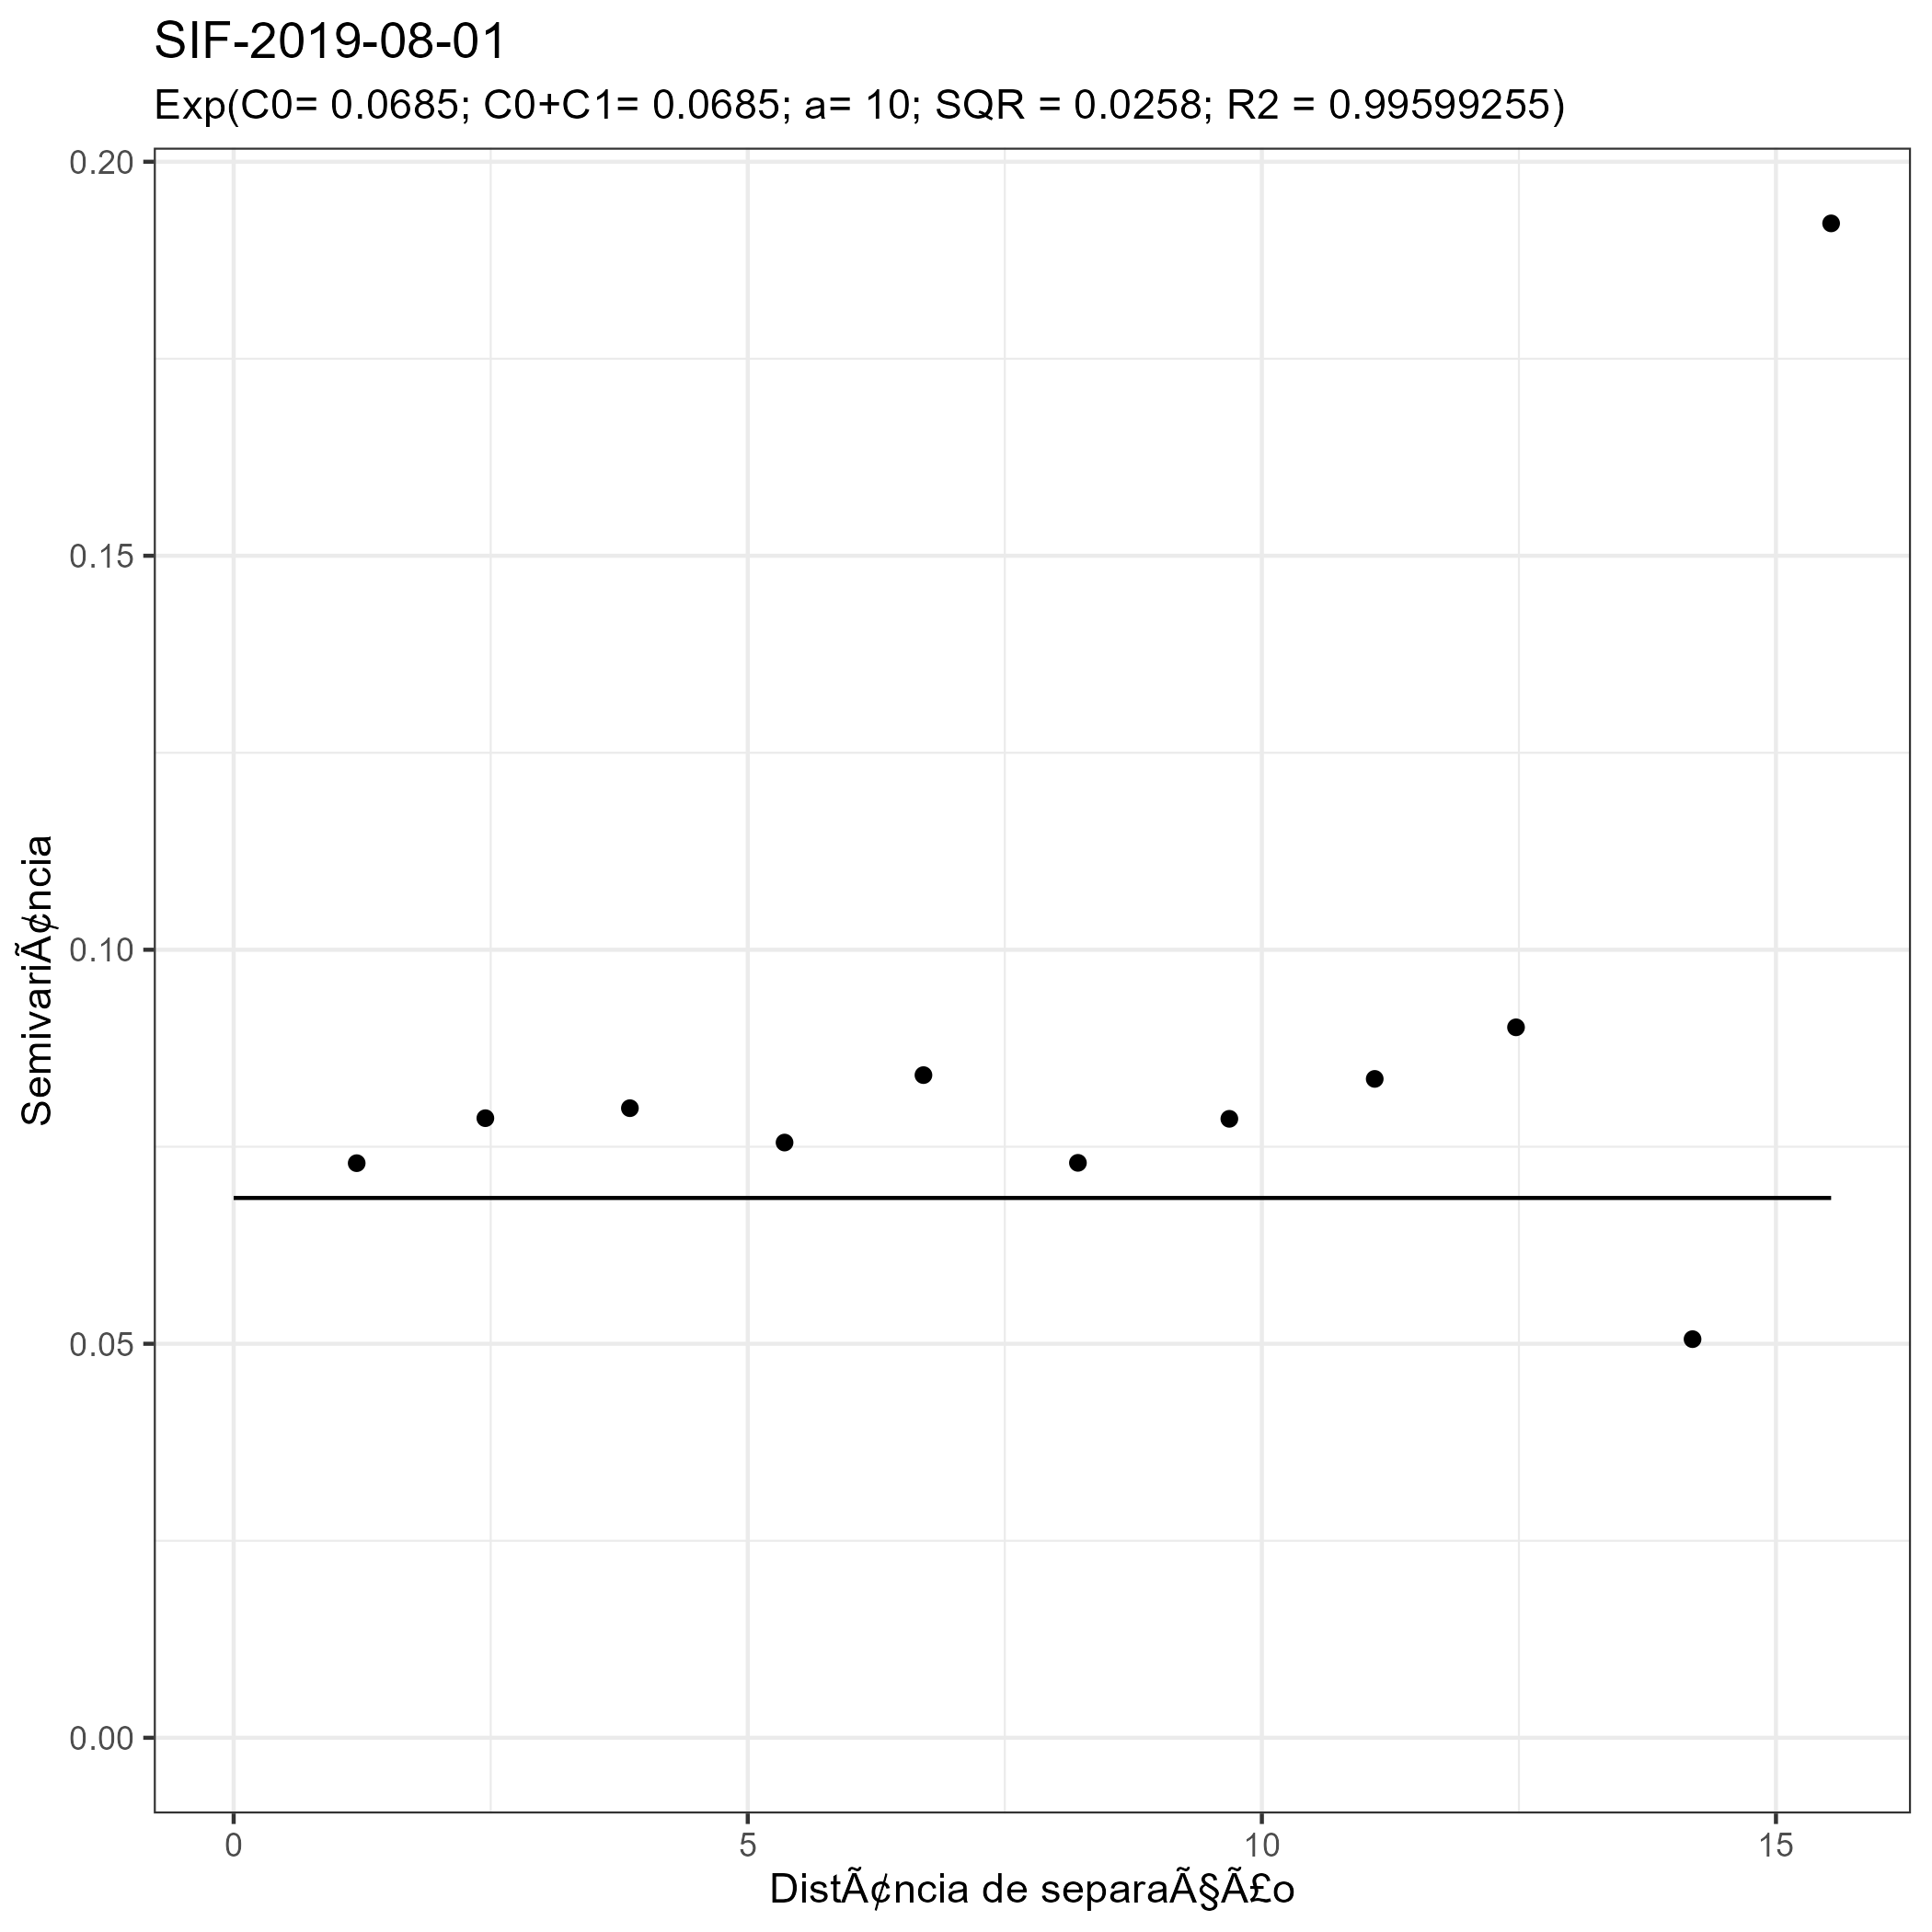 SIF-2019-08-01
Exp(C0= 0.0685; C0+C1= 0.0685; a= 10; SQR = 0.0258; R2 = 0.99599255)
0.20
0.15
0.10
0.05
0.00
SemivariÃ¢ncia
0 5 10 15
DistÃ¢ncia de separaÃ§Ã£o